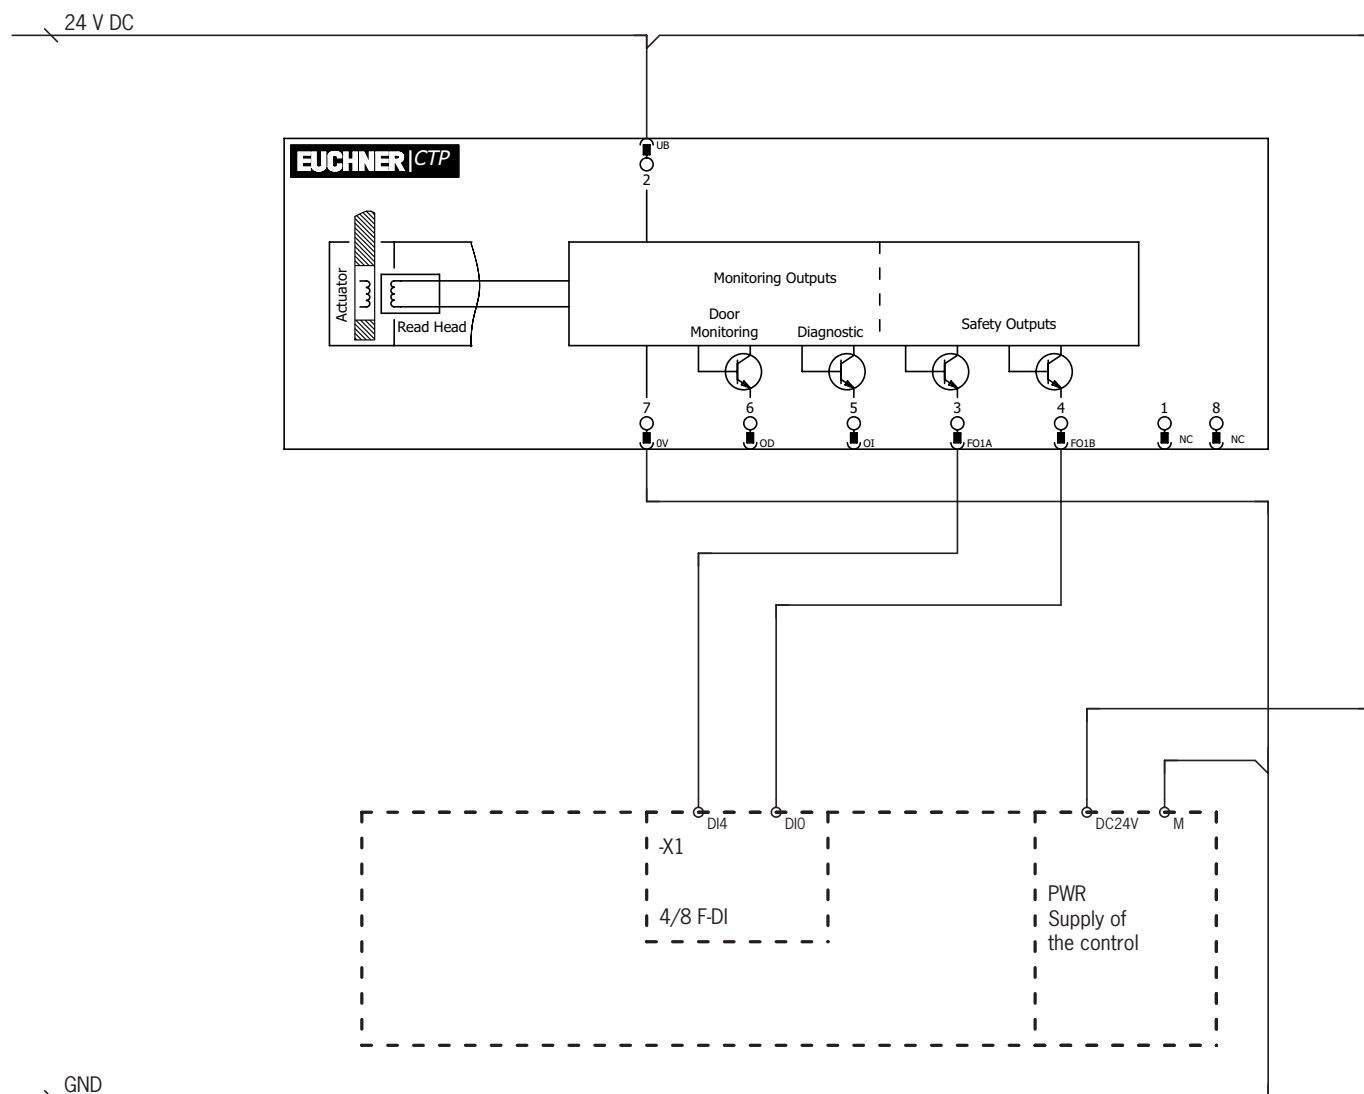 24 V DC
UB
EUCHNER CTP
2
Actuator
Read Head
Monitoring Outputs
Door
Monitoring
Diagnostic
Safety Outputs
7
6
5
3
4
1
8
0V
OD
OI
FO1A
FO1B
NC
NC
DI4
DI0
DC24V
M
-X1
4/8 F-DI
PWR
Supply of
the control
GND